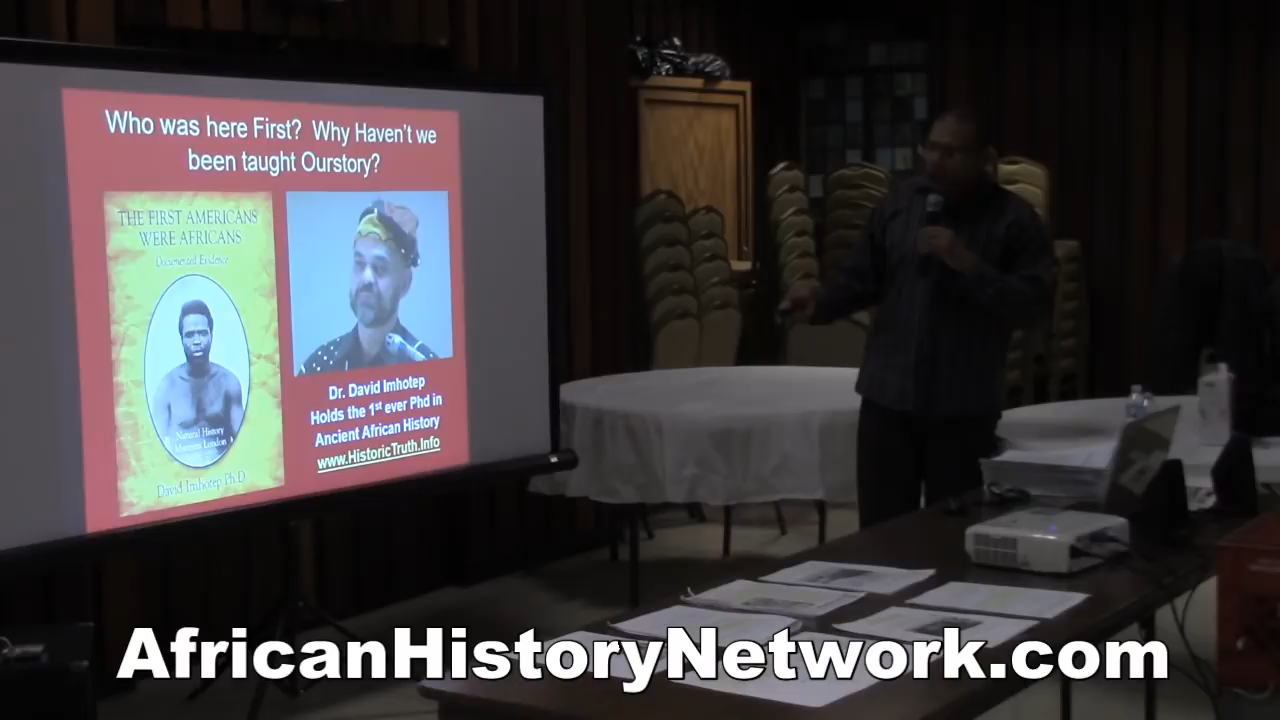 Who was here First? Why Haven't we
been taught Ourstory?
THE FIRST AMERICANS
WERE AFRICANS
Documented Evidence
Natural History
Museum London
David Imhotep Ph.D
Dr. David Imhotep
Holds the 1st ever Phd in
Ancient African History
www.HistoricTruth.Info
AfricanHistoryNetwork.com